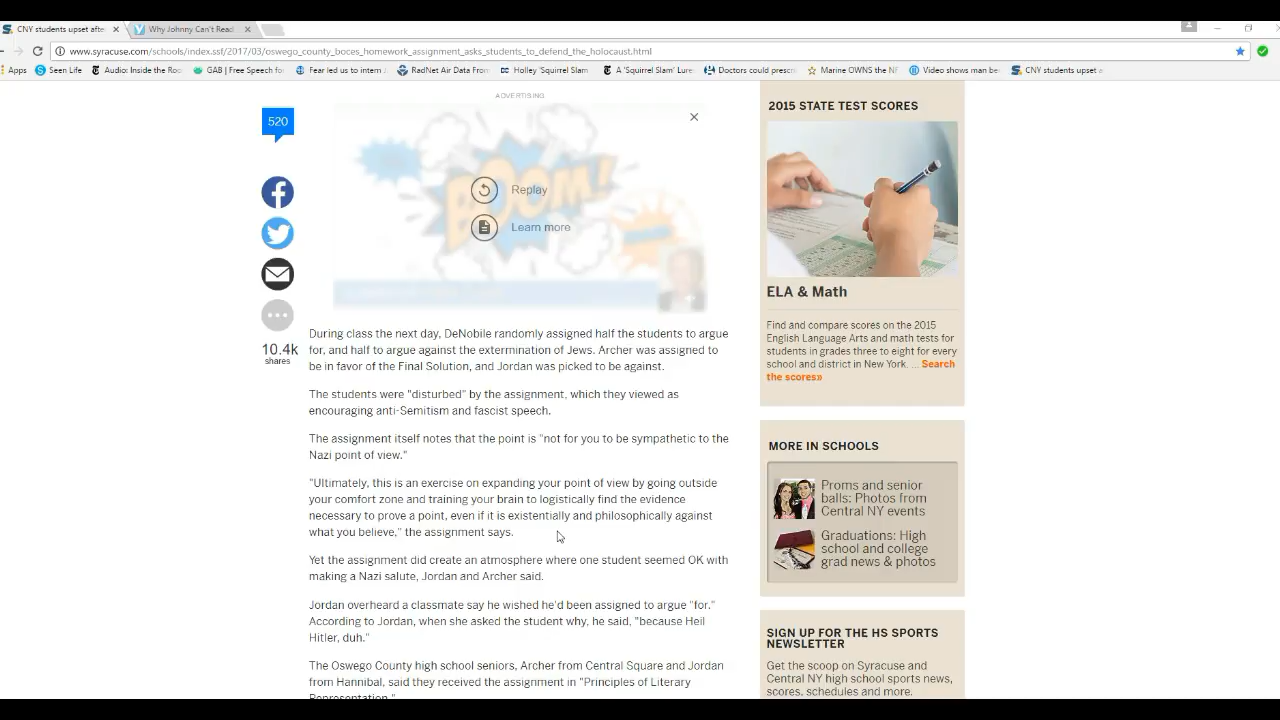 CNY students upset afte
Why Johnny Can't Read
www.syracuse.com/schools/index.ssf/2017/03/oswego_county_boces_homework_assignment_asks_students_to_defend_the_holocaust.html
Apps
Seen Life
Audio: Inside the Roo
GAB | Free Speech fo
Fear led us to intern J
RadNet Air Data From
Holley 'Squirrel Slam
A 'Squirrel Slam' Lure
Doctors could prescr
Marine OWNS the NF
Video shows man be
CNY students upset a
ADVERTISING
520
BOOM!
Replay
Learn more
10.4k
shares
During class the next day, DeNobile randomly assigned half the students to argue
for, and half to argue against the extermination of Jews. Archer was assigned to
be in favor of the Final Solution, and Jordan was picked to be against.
The students were "disturbed" by the assignment, which they viewed as
encouraging anti-Semitism and fascist speech.
The assignment itself notes that the point is "not for you to be sympathetic to the
Nazi point of view."
"Ultimately, this is an exercise on expanding your point of view by going outside
your comfort zone and training your brain to logistically find the evidence
necessary to prove a point, even if it is existentially and philosophically against
what you believe," the assignment says.
Yet the assignment did create an atmosphere where one student seemed OK with
making a Nazi salute, Jordan and Archer said.
Jordan overheard a classmate say he wished he'd been assigned to argue "for."
According to Jordan, when she asked the student why, he said, "because Heil
Hitler, duh."
The Oswego County high school seniors, Archer from Central Square and Jordan
from Hannibal, said they received the assignment in "Principles of Literary
Representation,"
2015 STATE TEST SCORES
ELA & Math
Find and compare scores on the 2015
English Language Arts and math tests for
students in grades three to eight for every
school and district in New York. ... Search
the scores»
MORE IN SCHOOLS
Proms and senior
balls: Photos from
Central NY events
Graduations: High
school and college
grad news & photos
SIGN UP FOR THE HS SPORTS
NEWSLETTER
Get the scoop on Syracuse and
Central NY high school sports news,
scores, schedules and more.